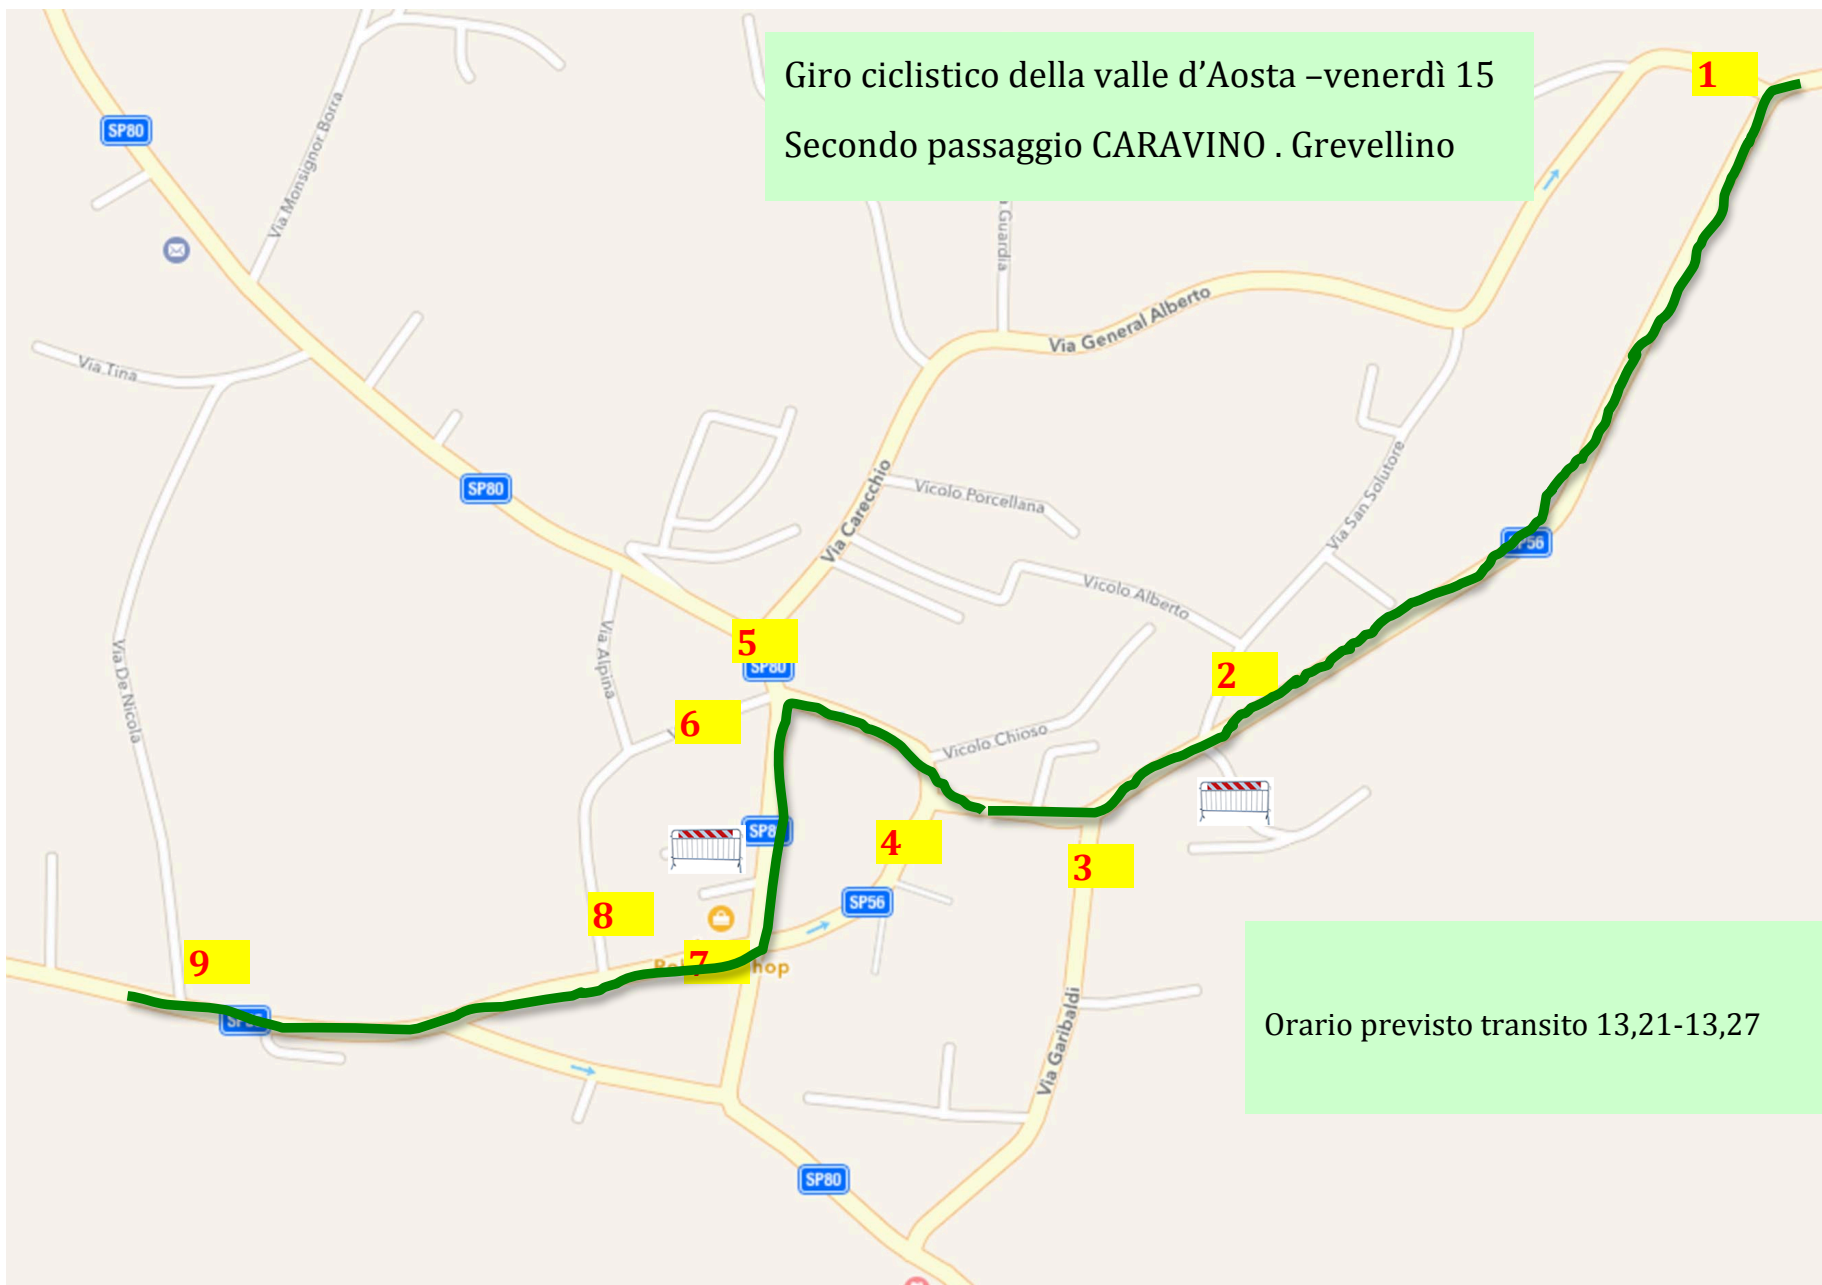 Giro ciclistico della valle d’Aosta –venerdì 15
Secondo passaggio CARAVINO . Grevellino
1
SP80
Via Monsignor Borra
Guardia
Via General Alberto
Via Tina
SP80
Via Carecchio
Vicolo Porcellana
Via San Solutore
SP56
Vicolo Alberto
Via Alpina
Via De Nicola
5
SP80
2
6
Vicolo Chioso
4
3
8
SP56
9
7
hop
Via Garibaldi
Orario previsto transito 13,21-13,27
SP80